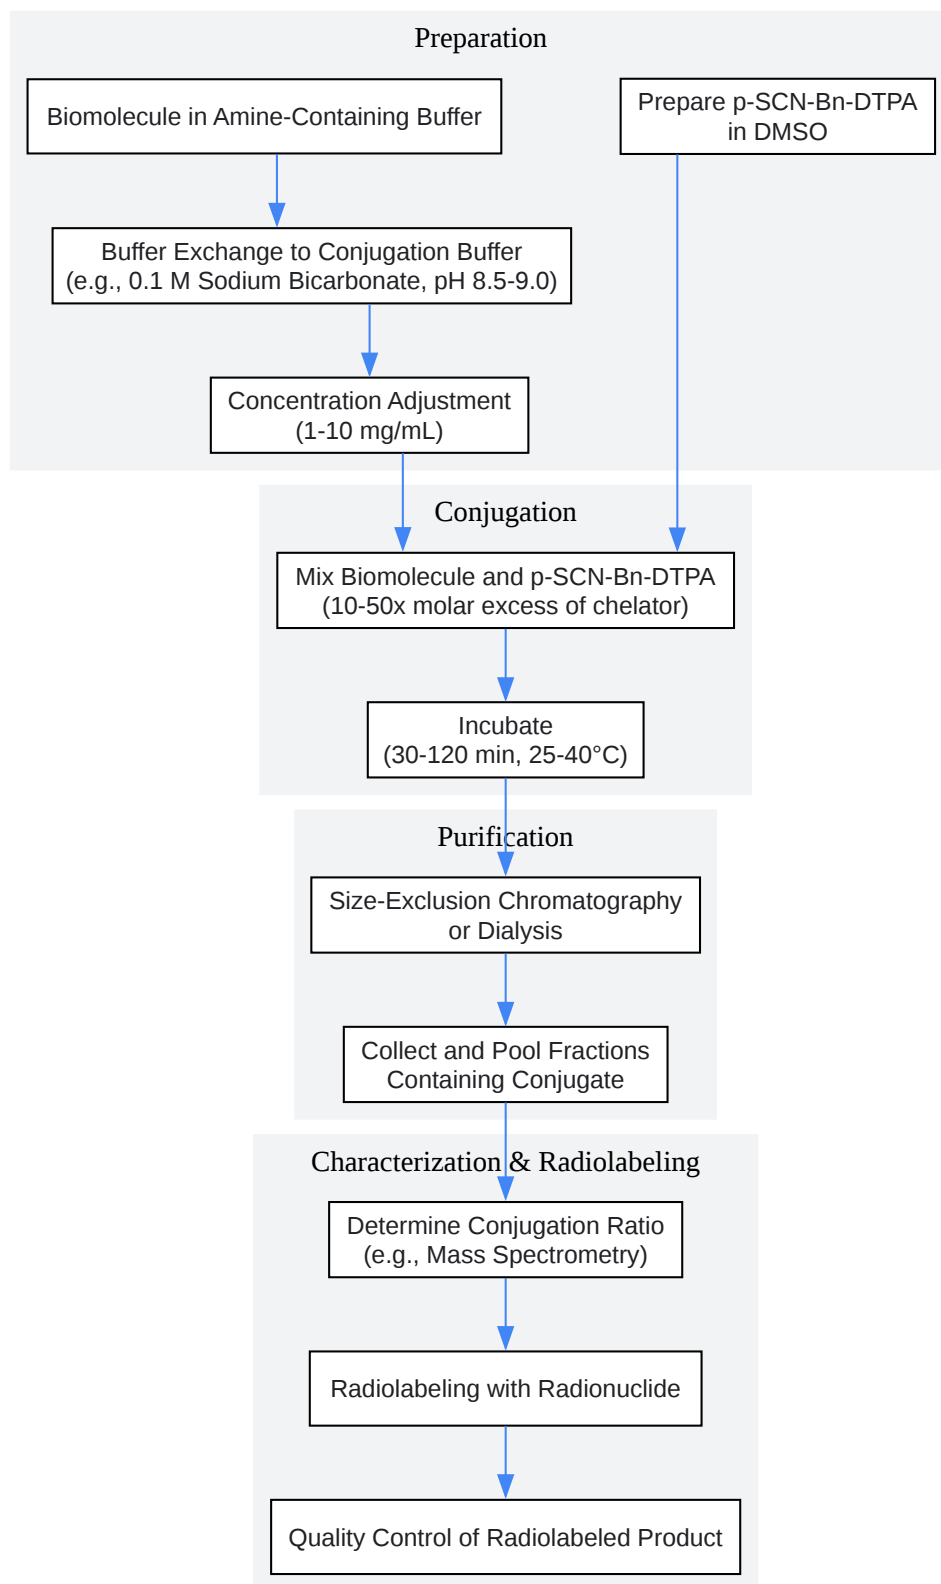 Preparation
Biomolecule in Amine-Containing Buffer
Prepare p-SCN-Bn-DTPA
in DMSO
Buffer Exchange to Conjugation Buffer
(e.g., 0.1 M Sodium Bicarbonate, pH 8.5-9.0)
Concentration Adjustment
(1-10 mg/mL)
Conjugation
Mix Biomolecule and p-SCN-Bn-DTPA
(10-50x molar excess of chelator)
Incubate
(30-120 min, 25-40°C)
Purification
Size-Exclusion Chromatography
or Dialysis
Collect and Pool Fractions
Containing Conjugate
Characterization & Radiolabeling
Determine Conjugation Ratio
(e.g., Mass Spectrometry)
Radiolabeling with Radionuclide
Quality Control of Radiolabeled Product